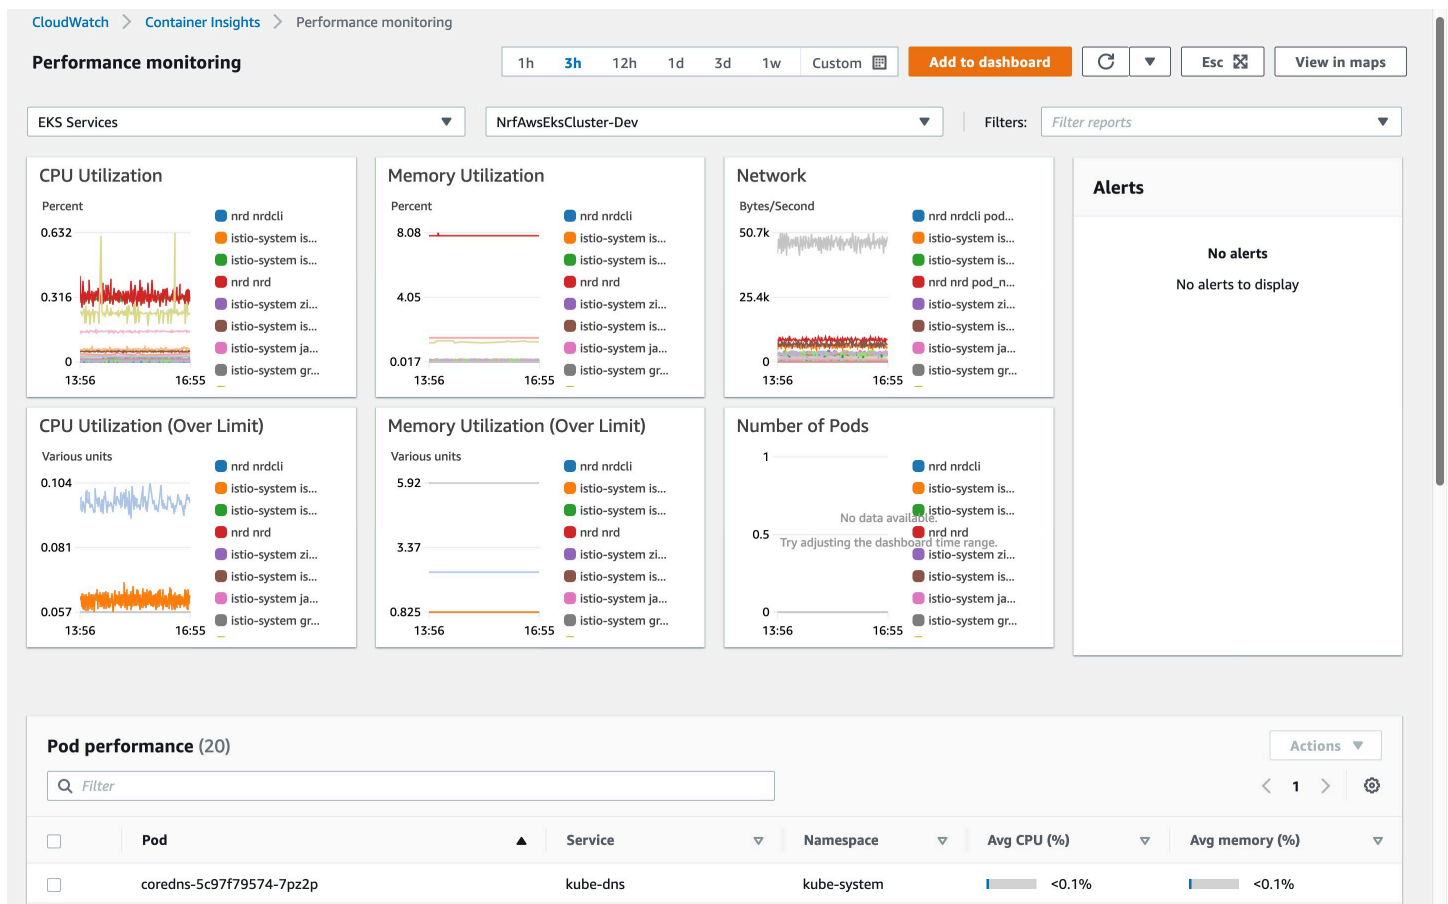 CloudWatch > Container Insights > Performance monitoring
Performance monitoring
1h 3h 12h 1d 3d 1w Custom
Add to dashboard
Esc
View in maps
EKS Services
NrfAwsEksCluster-Dev
Filters:
Filter reports
CPU Utilization
Percent
0.632
0.316
0
13:56
16:55
nrd nrdcli
istio-system is...
istio-system is...
nrd nrd
istio-system zi...
istio-system is...
istio-system ja...
istio-system gr...
Memory Utilization
Percent
8.08
4.05
0.017
13:56
16:55
nrd nrdcli
istio-system is...
istio-system is...
nrd nrd
istio-system zi...
istio-system is...
istio-system ja...
istio-system gr...
Network
Bytes/Second
50.7k
25.4k
0
13:56
16:55
nrd nrdcli pod...
istio-system is...
istio-system is...
nrd nrd pod_n...
istio-system zi...
istio-system is...
istio-system ja...
istio-system gr...
Alerts
No alerts
No alerts to display
CPU Utilization (Over Limit)
Various units
0.104
0.081
0.057
13:56
16:55
nrd nrdcli
istio-system is...
istio-system is...
nrd nrd
istio-system zi...
istio-system is...
istio-system ja...
istio-system gr...
Memory Utilization (Over Limit)
Various units
5.92
3.37
0.825
13:56
16:55
nrd nrdcli
istio-system is...
istio-system is...
nrd nrd
istio-system zi...
istio-system is...
istio-system ja...
istio-system gr...
Number of Pods
1
0.5
0
13:56
16:55
No data available.
Try adjusting the dashboard time range.
nrd nrdcli
istio-system is...
istio-system is...
nrd nrd
istio-system zi...
istio-system is...
istio-system ja...
istio-system gr...
Pod performance (20)
Actions
Filter
1
Pod Service Namespace Avg CPU (%) Avg memory (%)
coredns-5c97f79574-7pz2p kube-dns kube-system <0.1% <0.1%